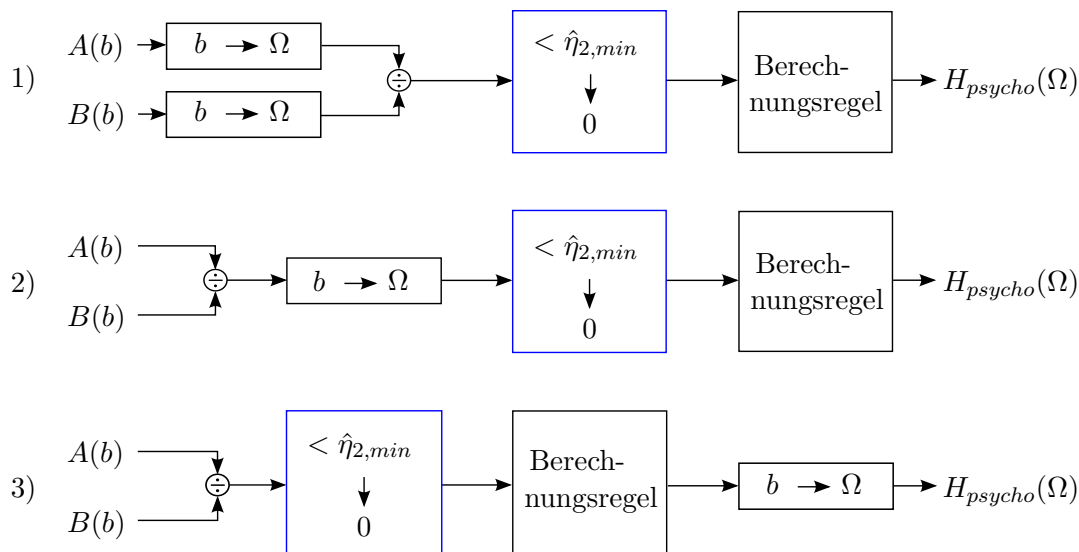 1) A(b) b → Ω ÷ < η̂₂,min ↓ 0 Berech-nungsregel H_psycho(Ω)
B(b) b → Ω
2) A(b) ÷ b → Ω < η̂₂,min ↓ 0 Berech-nungsregel H_psycho(Ω)
B(b)
3) A(b) ÷ < η̂₂,min ↓ 0 Berech-nungsregel b → Ω H_psycho(Ω)
B(b)